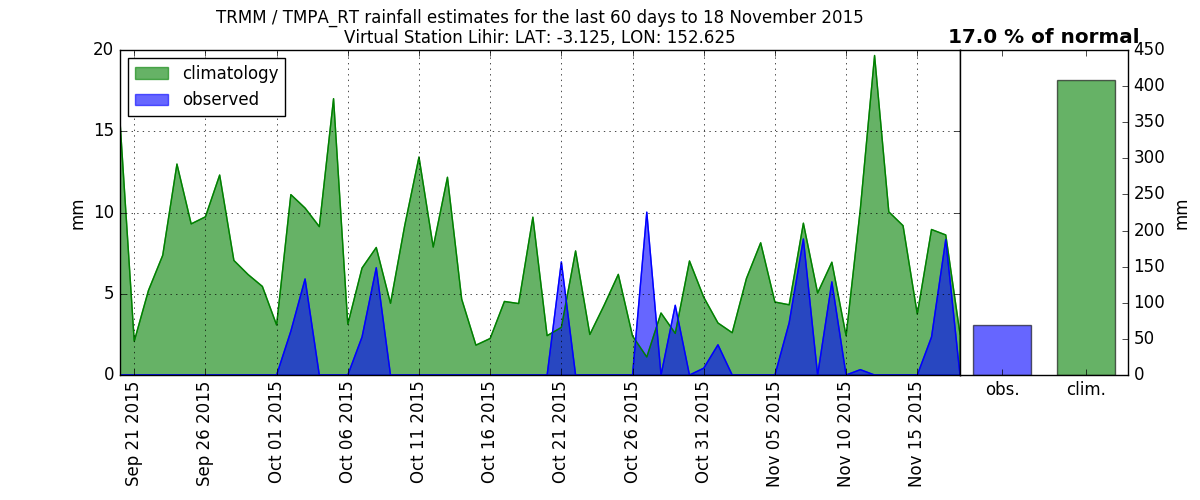 TRMM / TMPA_RT rainfall estimates for the last 60 days to 18 November 2015
Virtual Station Lihir: LAT: -3.125, LON: 152.625
17.0 % of normal
climatology
observed
20
15
10
5
0
mm
Sep 21 2015
Sep 26 2015
Oct 01 2015
Oct 06 2015
Oct 11 2015
Oct 16 2015
Oct 21 2015
Oct 26 2015
Oct 31 2015
Nov 05 2015
Nov 10 2015
Nov 15 2015
obs.
clim.
450
400
350
300
250
200
150
100
50
0
mm